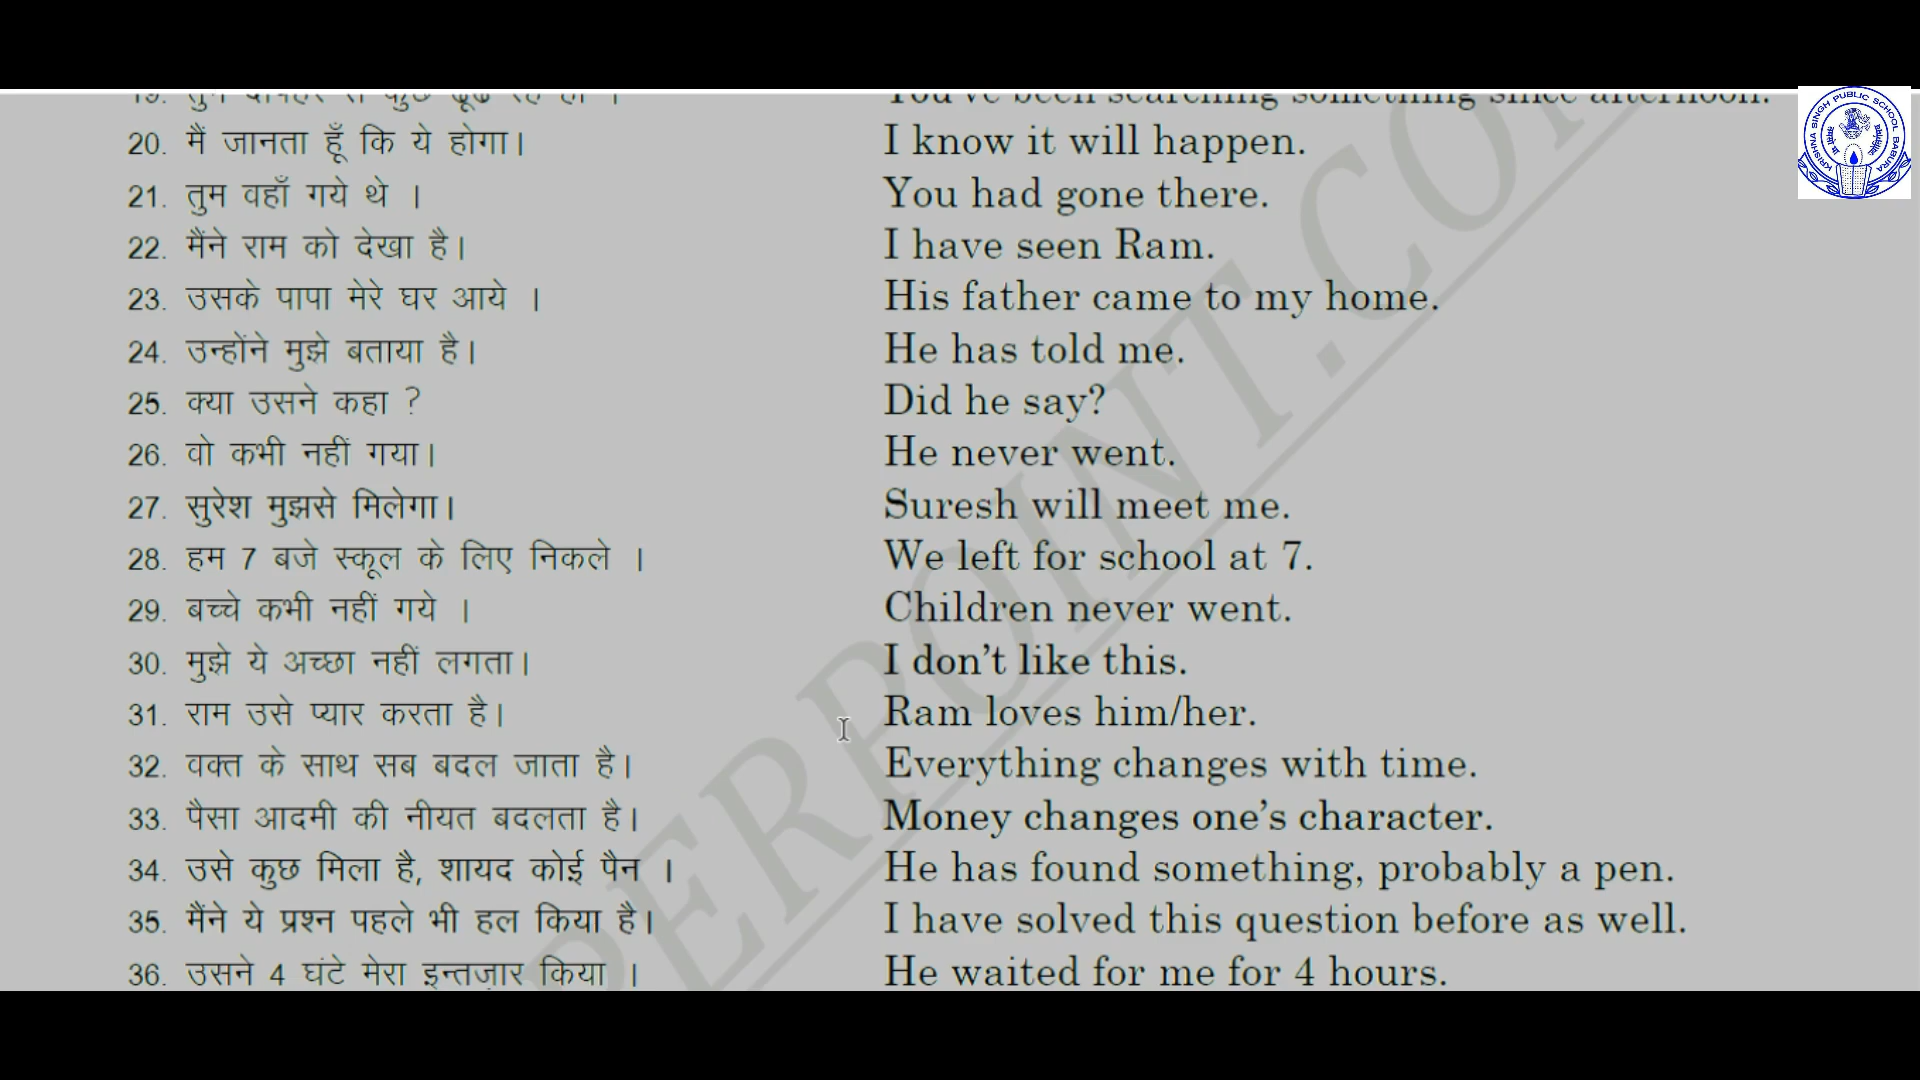 You've been searching something since afternoon.
20. मैं जानता हूँ कि ये होगा। I know it will happen.
21. तुम वहाँ गये थे । You had gone there.
22. मैंने राम को देखा है। I have seen Ram.
23. उसके पापा मेरे घर आये । His father came to my home.
24. उन्होंने मुझे बताया है। He has told me.
25. क्या उसने कहा ? Did he say?
26. वो कभी नहीं गया। He never went.
27. सुरेश मुझसे मिलेगा। Suresh will meet me.
28. हम 7 बजे स्कूल के लिए निकले । We left for school at 7.
29. बच्चे कभी नहीं गये । Children never went.
30. मुझे ये अच्छा नहीं लगता। I don't like this.
31. राम उसे प्यार करता है। Ram loves him/her.
32. वक्त के साथ सब बदल जाता है। Everything changes with time.
33. पैसा आदमी की नीयत बदलता है। Money changes one's character.
34. उसे कुछ मिला है, शायद कोई पैन । He has found something, probably a pen.
35. मैंने ये प्रश्न पहले भी हल किया है। I have solved this question before as well.
36. उसने 4 घंटे मेरा इन्तज़ार किया । He waited for me for 4 hours.
PERPOINT.CO
KRISHNA SINGH PUBLIC SCHOOL BABURA